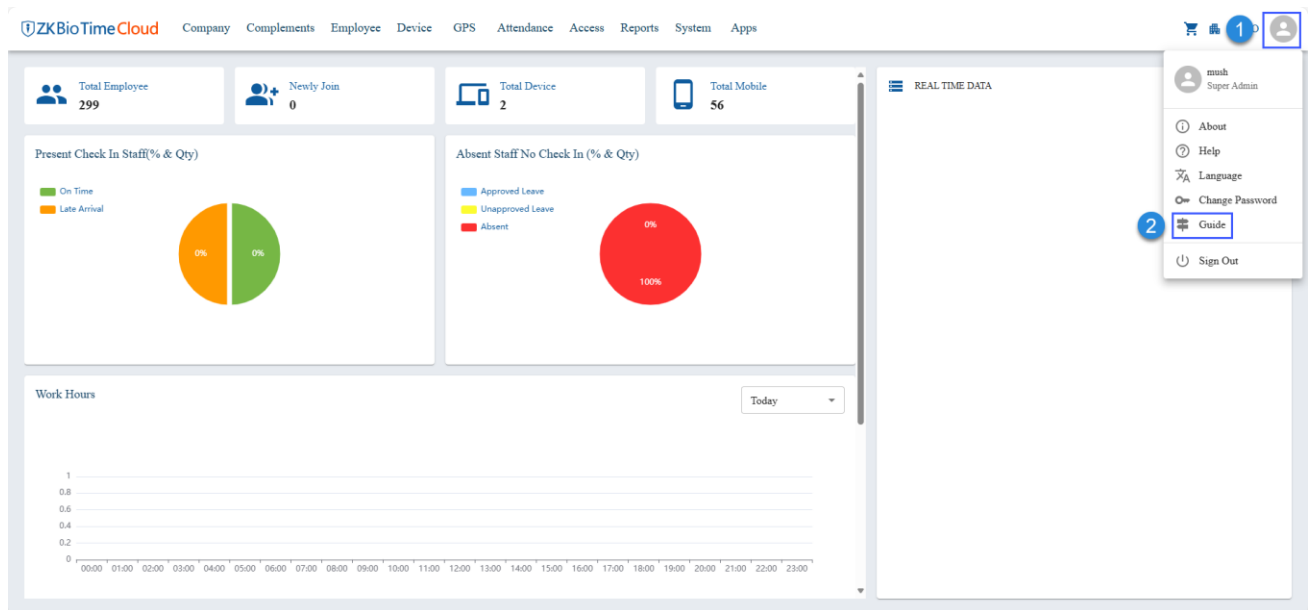 ZKBioTime Cloud Company Complements Employee Device GPS Attendance Access Reports System Apps
1
mush
Super Admin
About
Help
Language
Change Password
2 Guide
Sign Out
Total Employee
299
Newly Join
0
Total Device
2
Total Mobile
56
REAL TIME DATA
Present Check In Staff(% & Qty)
On Time
Late Arrival
0% 0%
Absent Staff No Check In (% & Qty)
Approved Leave
Unapproved Leave
Absent
0%
100%
Work Hours
Today
1
0.8
0.6
0.4
0.2
0
00:00 01:00 02:00 03:00 04:00 05:00 06:00 07:00 08:00 09:00 10:00 11:00 12:00 13:00 14:00 15:00 16:00 17:00 18:00 19:00 20:00 21:00 22:00 23:00